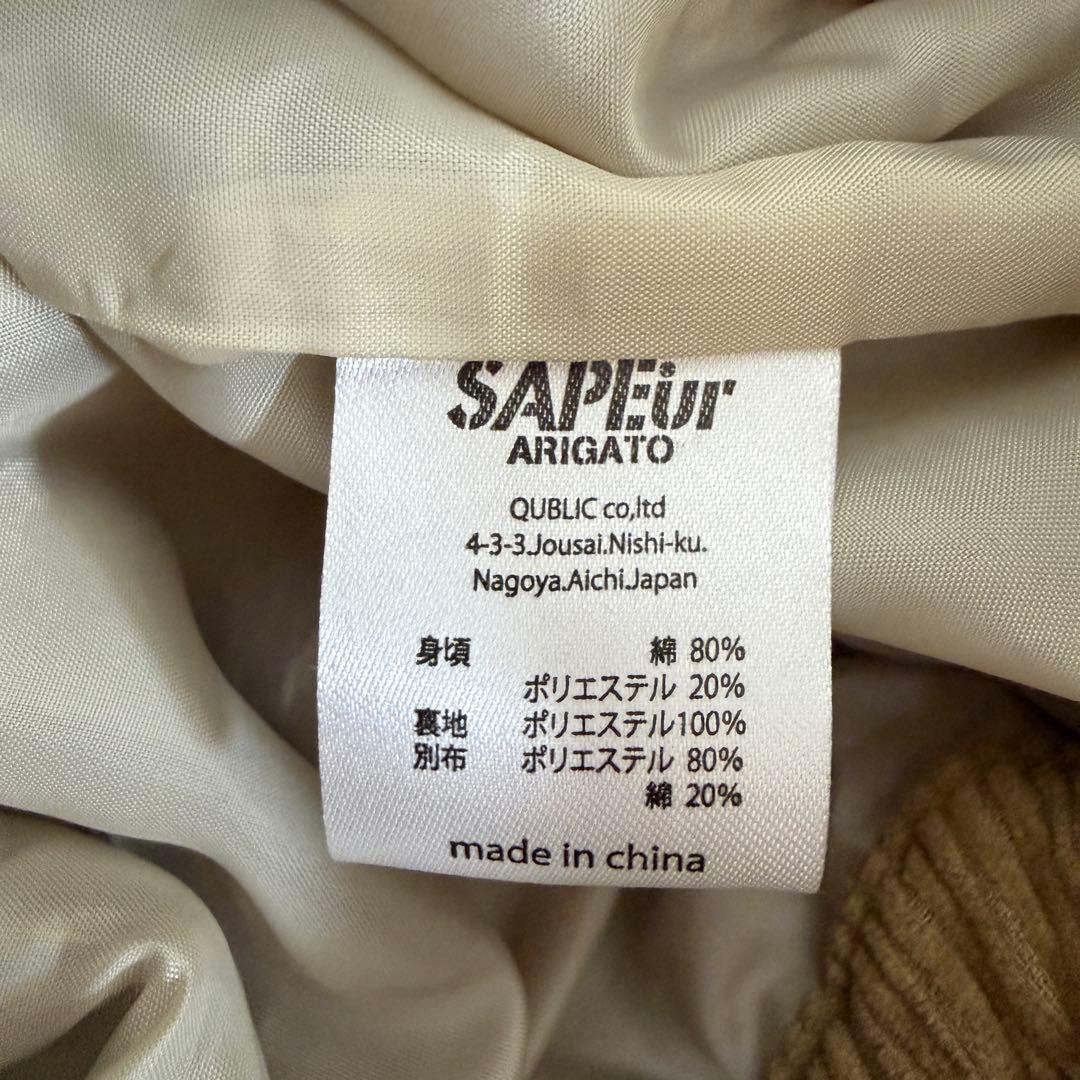 SAPEur
ARIGATO
QUBLIC co,ltd
4-3-3.Jousai.Nishi-ku.
Nagoya.Aichi.Japan
身頃 綿 80%
ポリエステル 20%
裏地 ポリエステル100%
別布 ポリエステル 80%
綿 20%
made in china